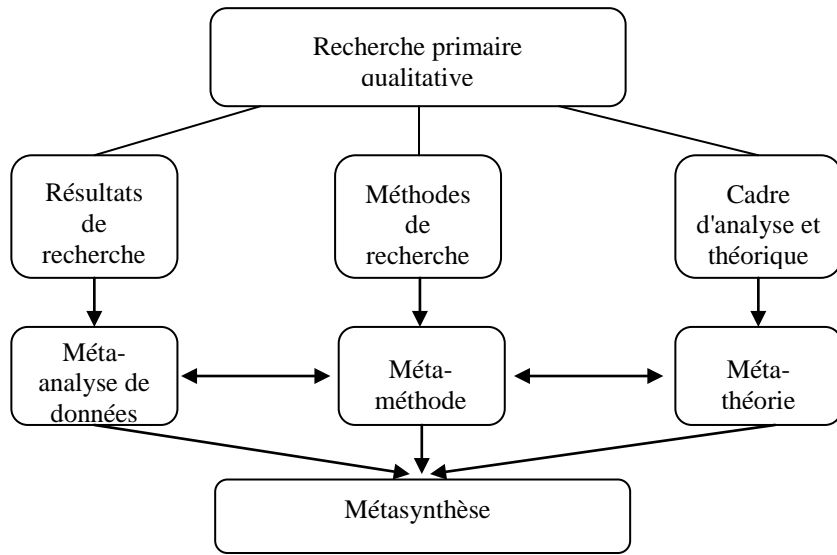 Recherche primaire
qualitative
Résultats
de
recherche
Méthodes
de
recherche
Cadre
d'analyse et
théorique
Méta-
analyse de
données
Méta-
méthode
Méta-
théorie
Métasynthèse